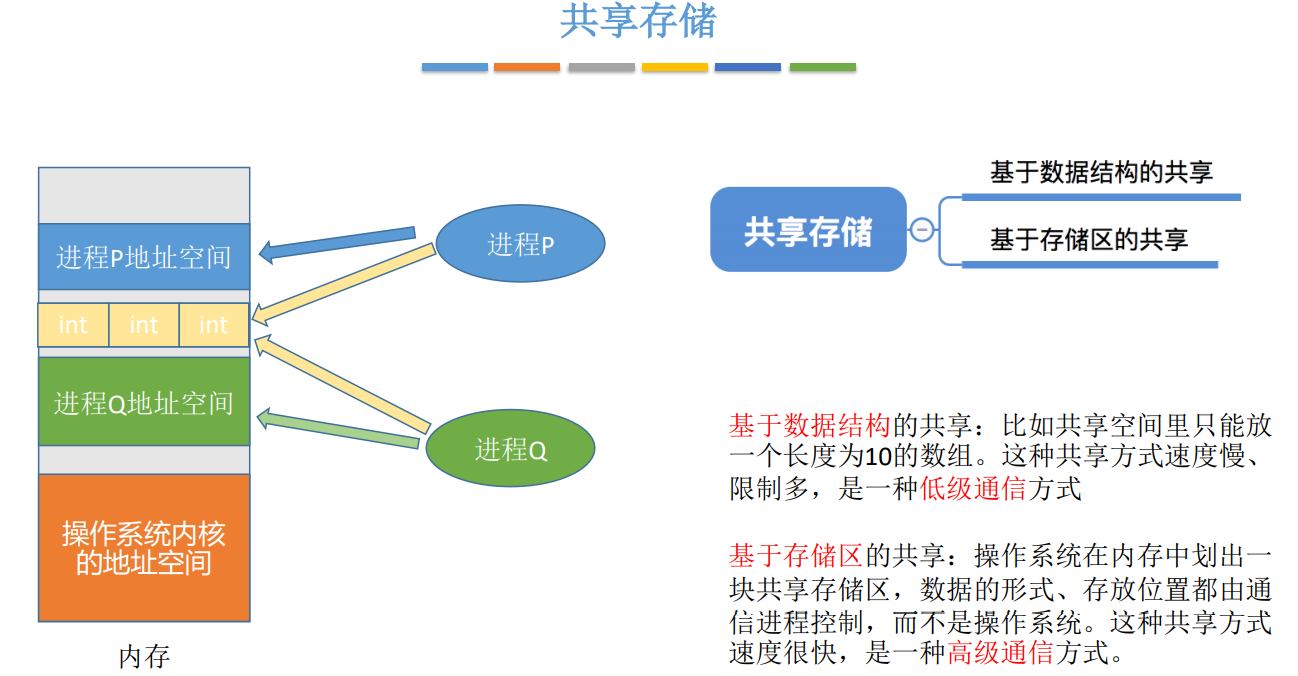 共享存储
进程P地址空间
int int int
进程Q地址空间
操作系统内核
的地址空间
内存
进程P
进程Q
共享存储
基于数据结构的共享
基于存储区的共享
基于数据结构的共享：比如共享空间里只能放
一个长度为10的数组。这种共享方式速度慢、
限制多，是一种低级通信方式
基于存储区的共享：操作系统在内存中划出一
块共享存储区，数据的形式、存放位置都由通
信进程控制，而不是操作系统。这种共享方式
速度很快，是一种高级通信方式。